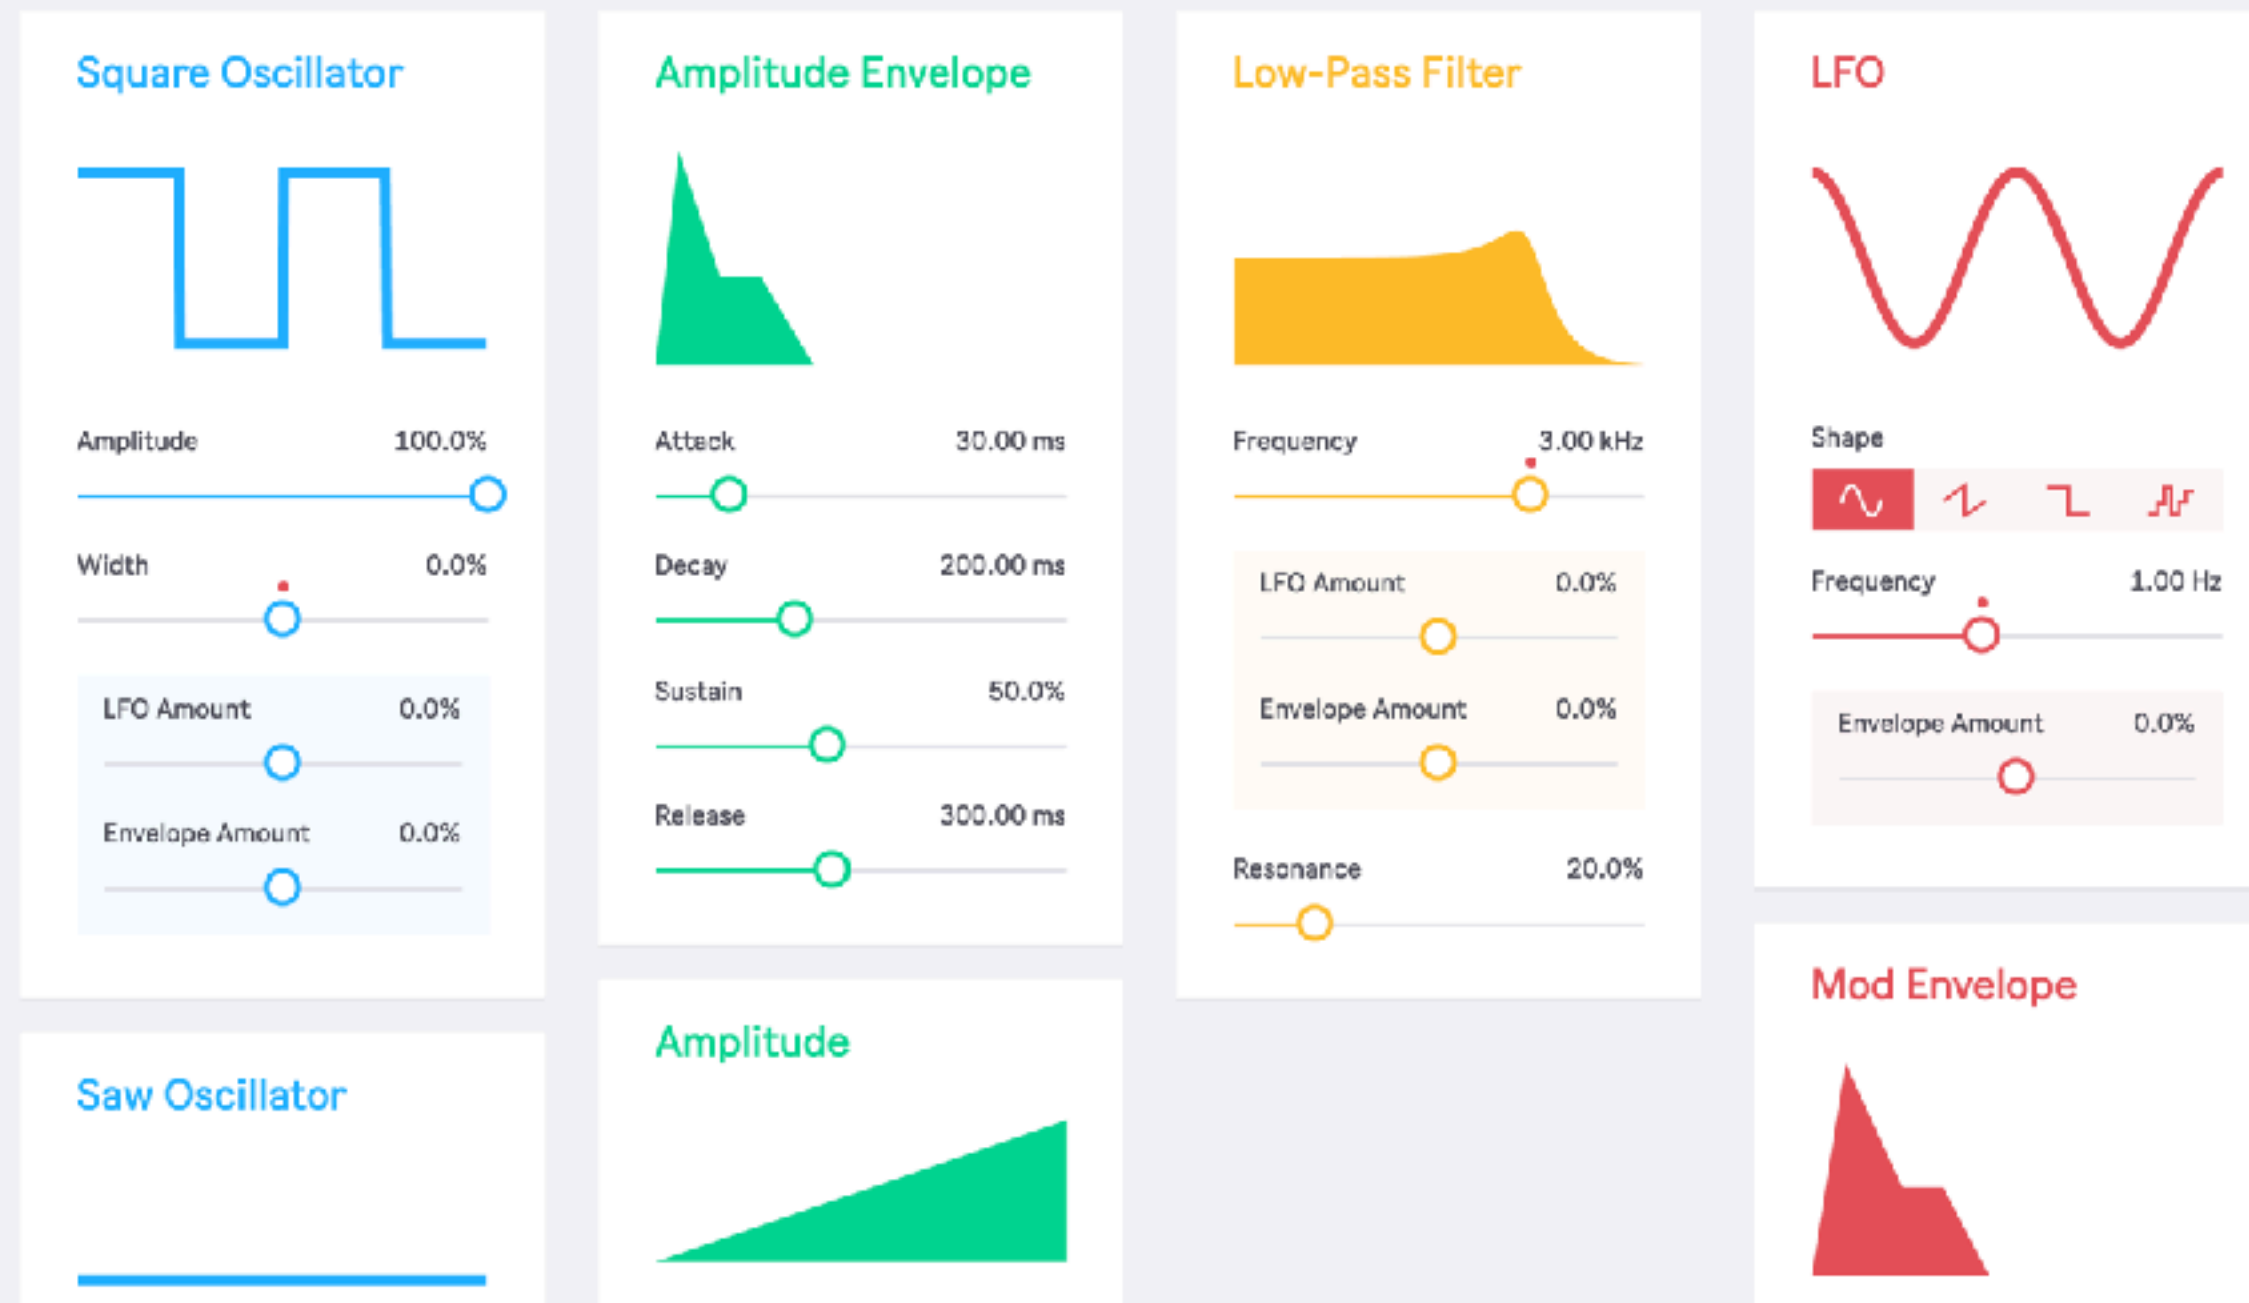 Square Oscillator
Amplitude 100.0%
Width 0.0%
LFO Amount 0.0%
Envelope Amount 0.0%
Saw Oscillator
Amplitude Envelope
Attack 30.00 ms
Decay 200.00 ms
Sustain 50.0%
Release 300.00 ms
Amplitude
Low-Pass Filter
Frequency 3.00 kHz
LFO Amount 0.0%
Envelope Amount 0.0%
Resonance 20.0%
LFO
Shape
Frequency 1.00 Hz
Envelope Amount 0.0%
Mod Envelope